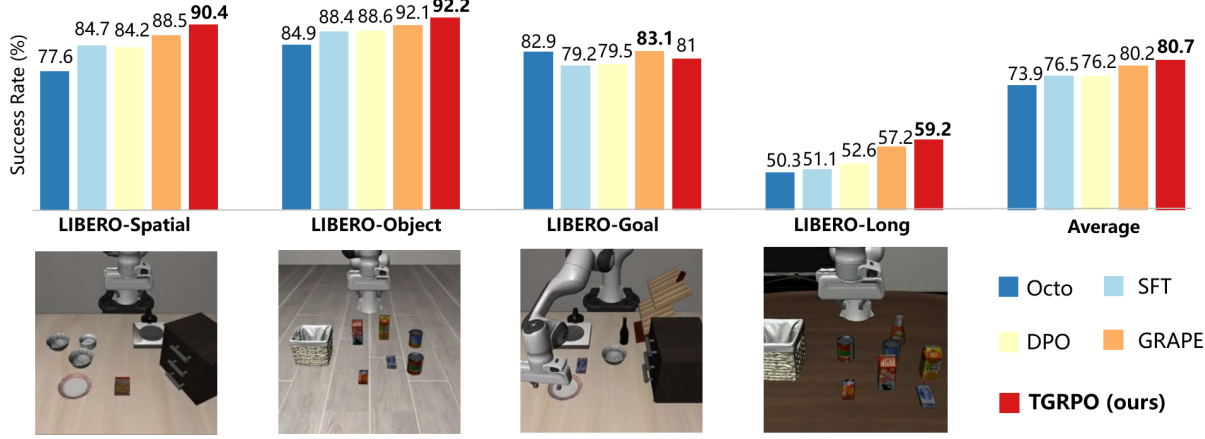 Success Rate (%)
77.6 84.7 84.2 88.5 90.4
84.9 88.4 88.6 92.1 92.2
82.9 79.2 79.5 83.1 81
50.3 51.1 52.6 57.2 59.2
73.9 76.5 76.2 80.2 80.7
LIBERO-Spatial LIBERO-Object LIBERO-Goal LIBERO-Long Average
Octo SFT
DPO GRAPE
TGRPO (ours)